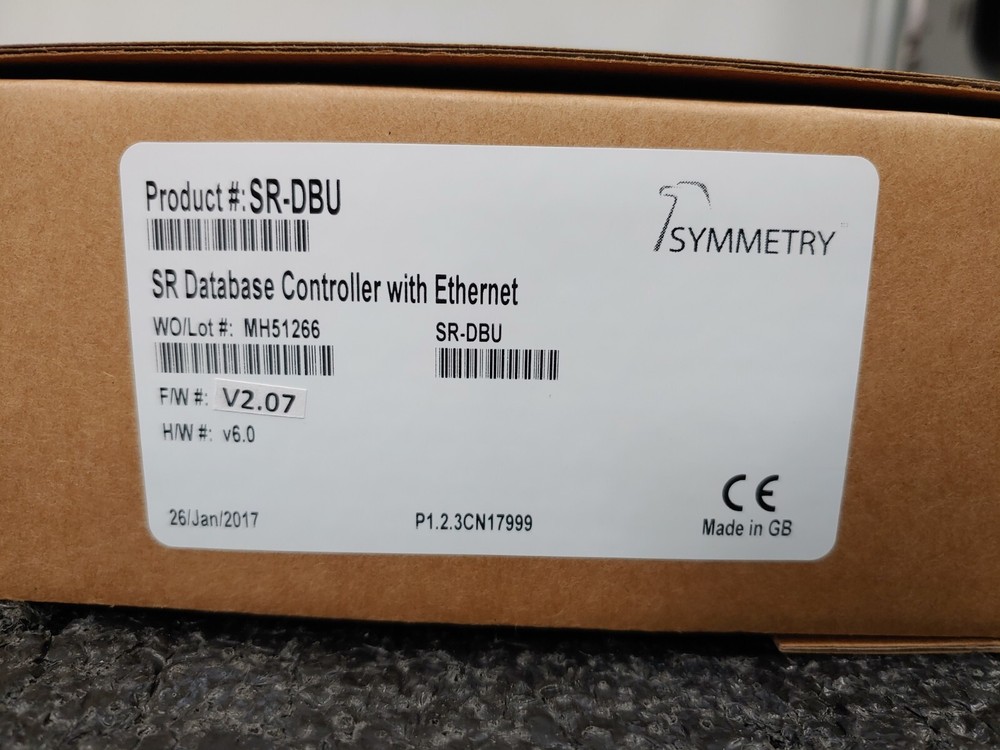 Product #: SR-DBU
SYMMETRY
SR Database Controller with Ethernet
WO/Lot #: MH51266
SR-DBU
F/W #: V2.07
H/W #: v6.0
26/Jan/2017
P1.2.3CN17999
CE
Made in GB